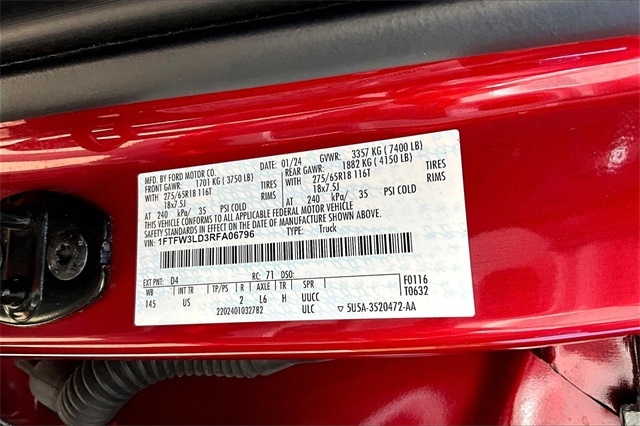 MFD. BY FORD MOTOR CO. DATE: 01/24 GVWR: 3357 KG ( 7400 LB)
FRONT GAWR: 1701 KG ( 3750 LB) REAR GAWR: 1882 KG ( 4150 LB)
WITH 275/65R18 116T TIRES WITH 275/65R18 116T TIRES
18x7.5J RIMS 18x7.5J RIMS
AT 240 kPa/ 35 PSI COLD AT 240 kPa/ 35 PSI COLD
THIS VEHICLE CONFORMS TO ALL APPLICABLE FEDERAL MOTOR VEHICLE
SAFETY STANDARDS IN EFFECT ON THE DATE OF MANUFACTURE SHOWN ABOVE.
VIN: 1FTFW3LD3RFA06796 TYPE: Truck
EXT PNT: D4 RC: 71 DSO: F0116
WB INT TR TP/PS R AXLE TR SPR T0632
145 US 2 L6 H UUCC
2202401032782 ULC ▽ 5U5A-3520472-AA